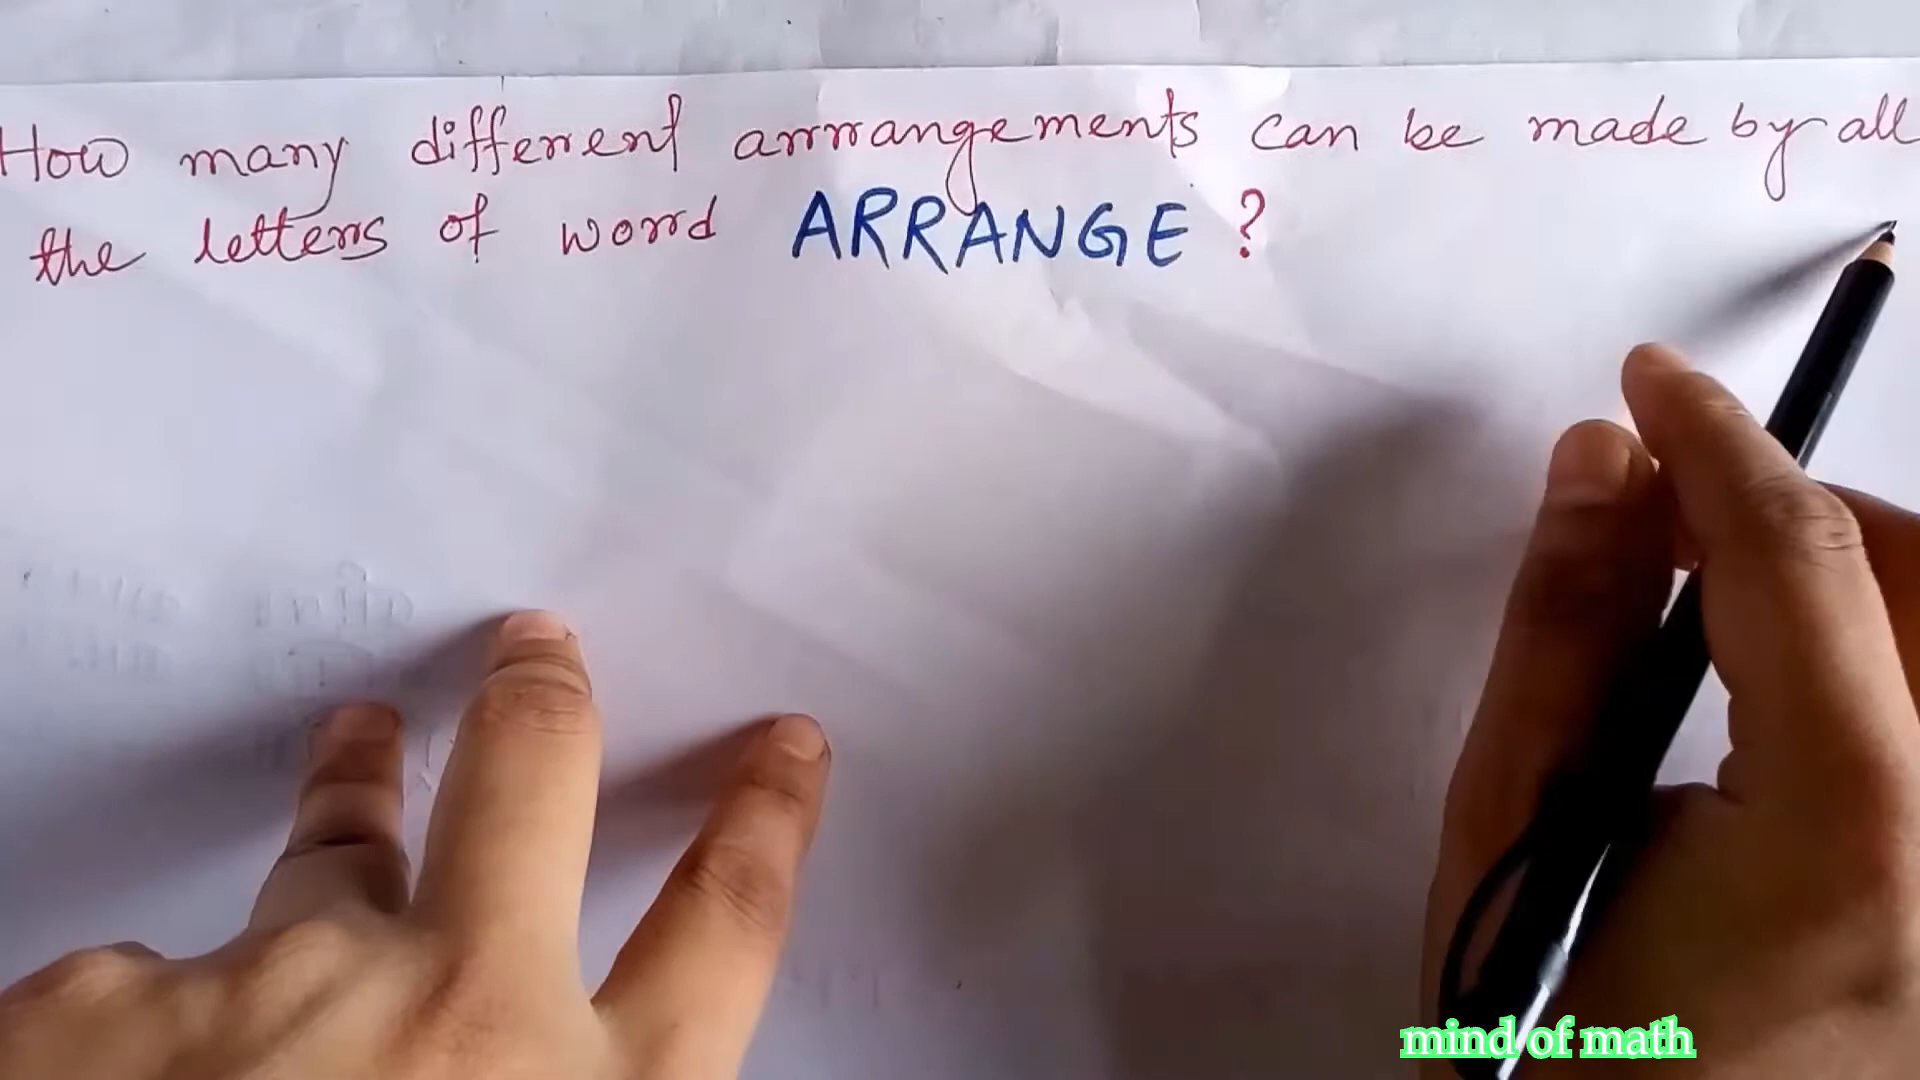 How many different arrangements can be made by all
the letters of word ARRANGE ?
mind of math